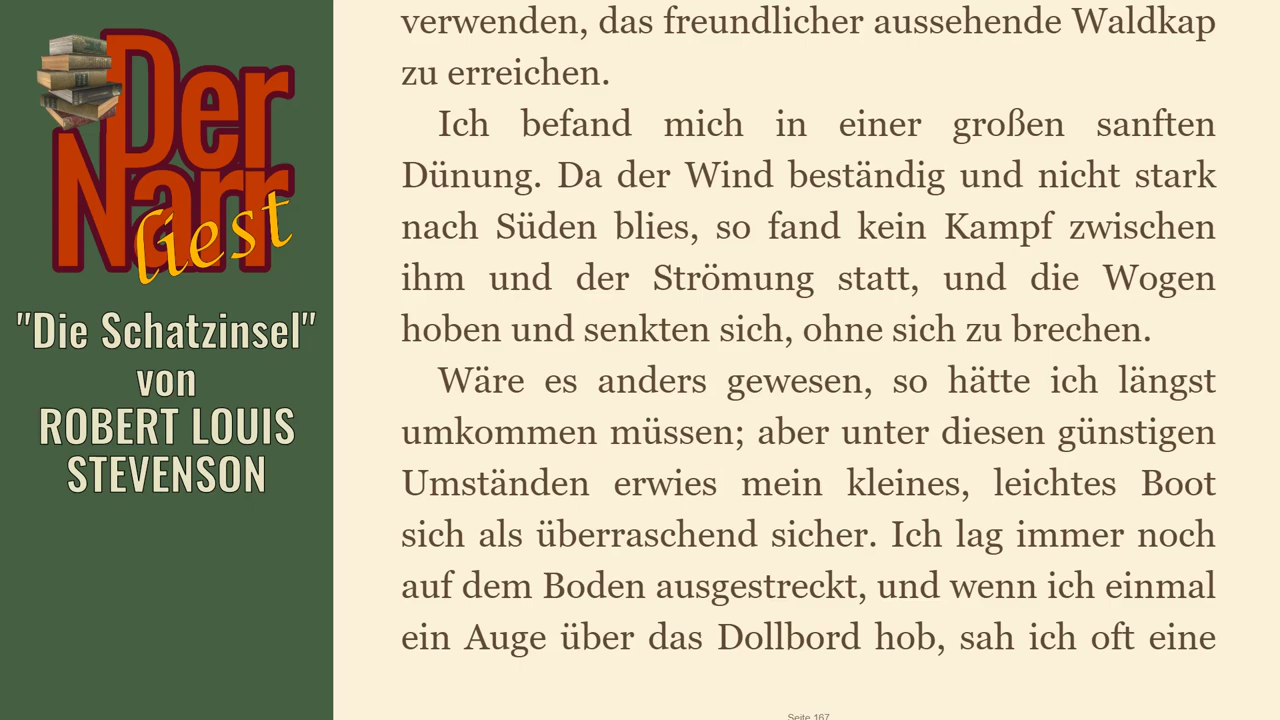 Der
Narr
liest
"Die Schatzinsel"
von
ROBERT LOUIS
STEVENSON
verwenden, das freundlicher aussehende Waldkap
zu erreichen.
Ich befand mich in einer großen sanften
Dünung. Da der Wind beständig und nicht stark
nach Süden blies, so fand kein Kampf zwischen
ihm und der Strömung statt, und die Wogen
hoben und senkten sich, ohne sich zu brechen.
Wäre es anders gewesen, so hätte ich längst
umkommen müssen; aber unter diesen günstigen
Umständen erwies mein kleines, leichtes Boot
sich als überraschend sicher. Ich lag immer noch
auf dem Boden ausgestreckt, und wenn ich einmal
ein Auge über das Dollbord hob, sah ich oft eine
Seite 167